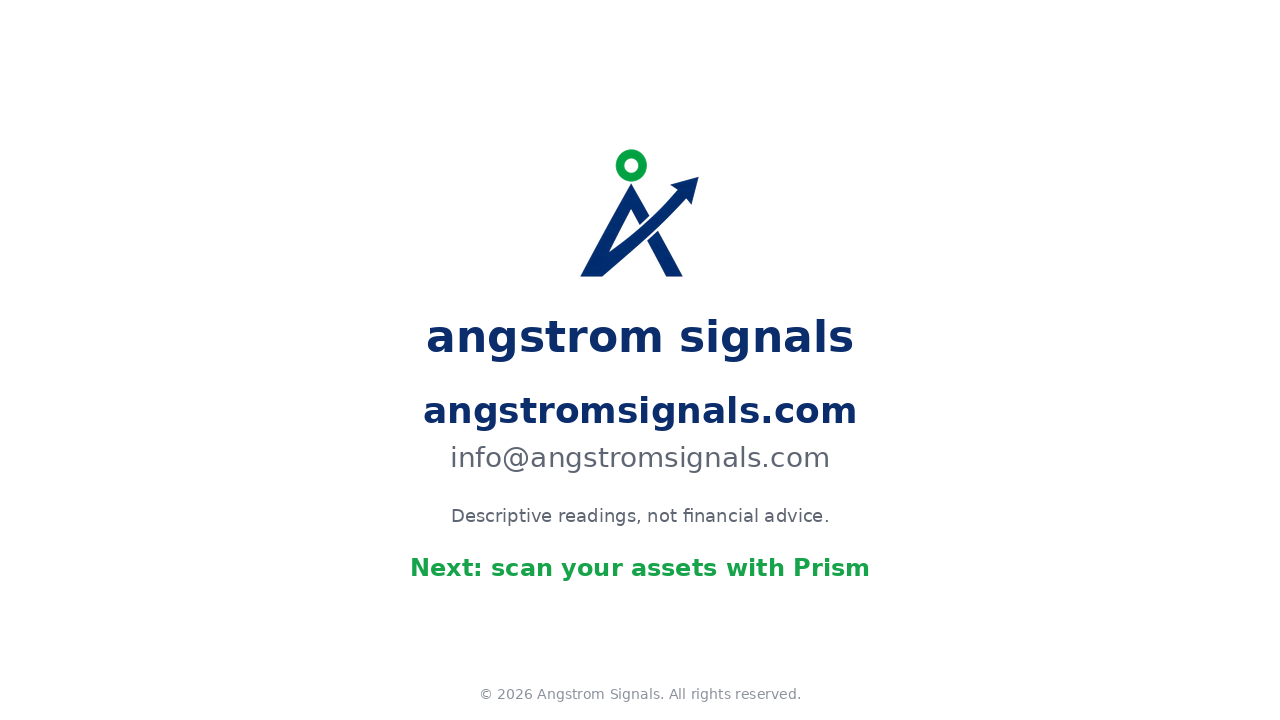 angstrom signals
angstromsignals.com
info@angstromsignals.com
Descriptive readings, not financial advice.
Next: scan your assets with Prism
© 2026 Angstrom Signals. All rights reserved.